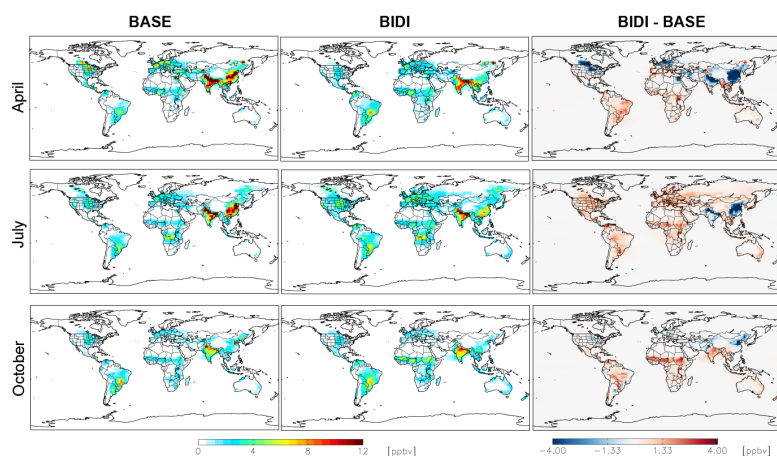 BASE BIDI BIDI - BASE
April
July
October
0 4 8 12 [ppbv] -4.00 -1.33 1.33 4.00 [ppbv]